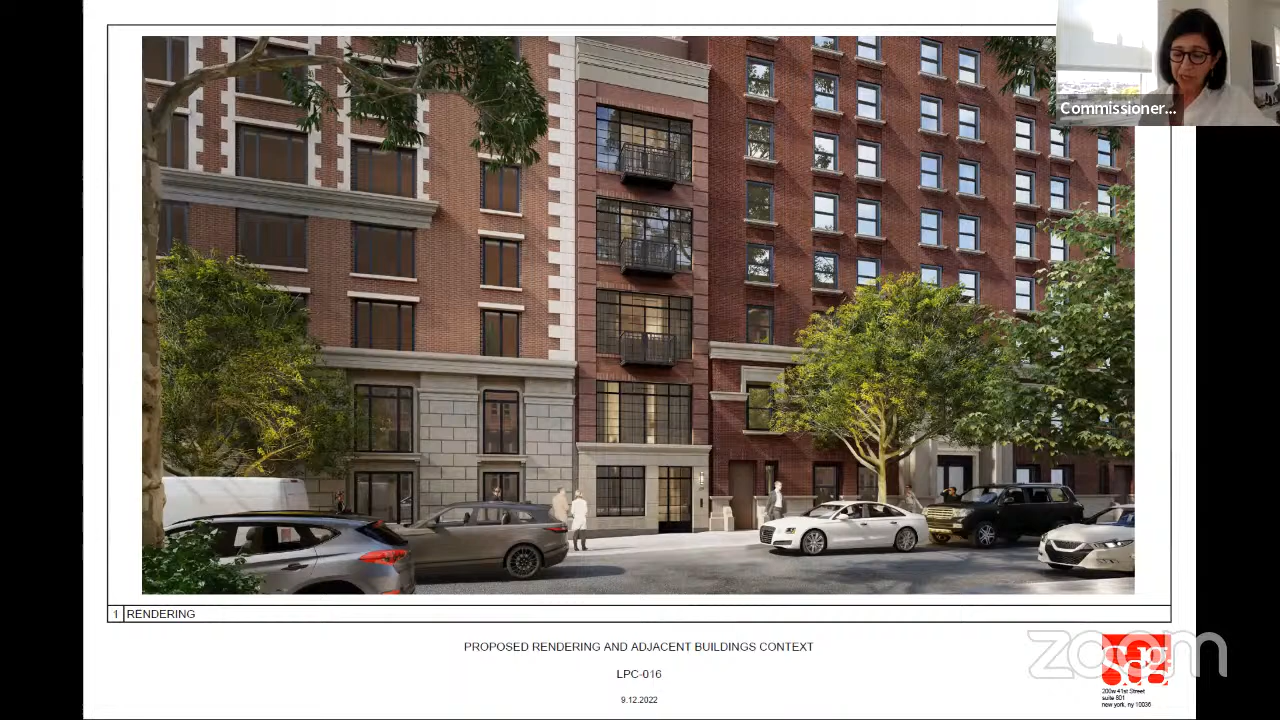 Commissioner...
1 RENDERING
PROPOSED RENDERING AND ADJACENT BUILDINGS CONTEXT
LPC-016
9.12.2022
zoom
200w 41st Street
suite 801
new york, ny 10036